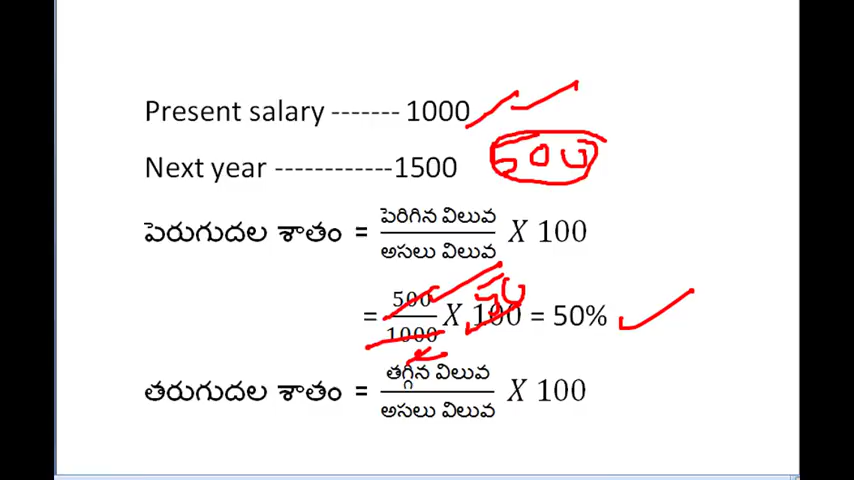 Present salary ------- 1000
Next year ------------1500 500
పెరుగుదల శాతం = పెరిగిన విలువ / అసలు విలువ X 100
= 500 / 1000 X 100 = 50% 50
తరుగుదల శాతం = తగ్గిన విలువ / అసలు విలువ X 100